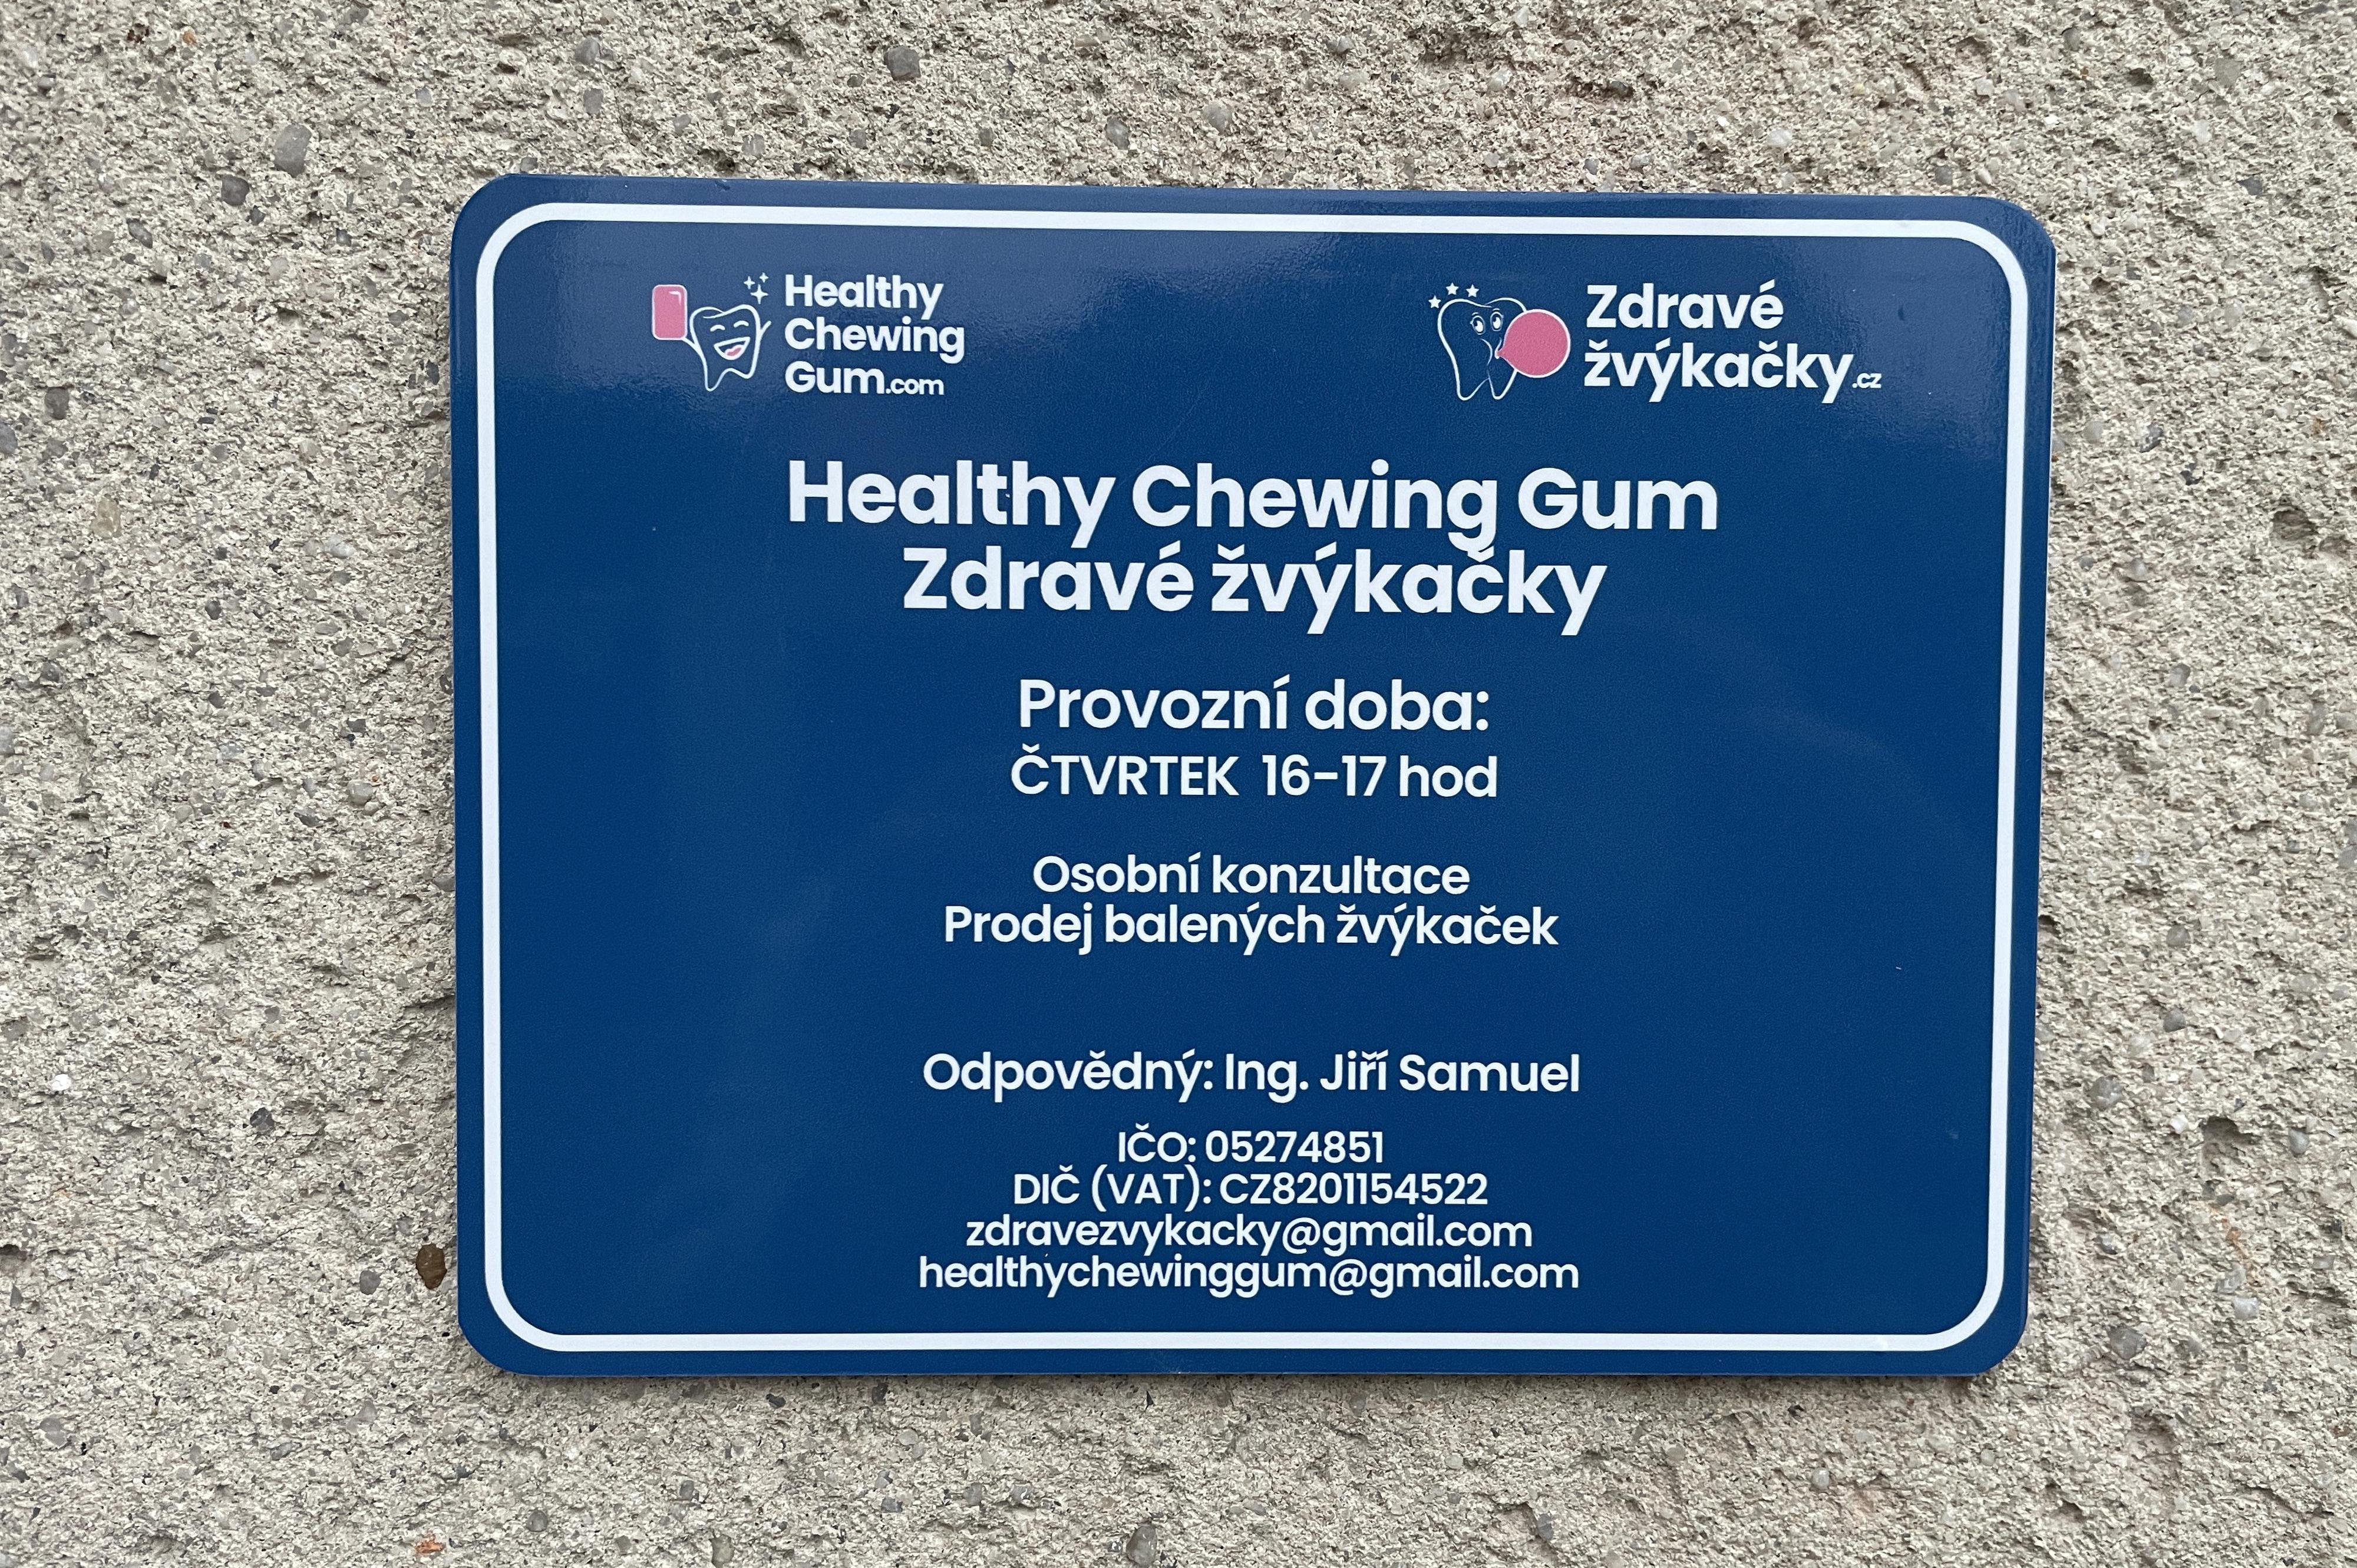 Healthy
Chewing
Gum.com
Zdravé
žvýkačky.cz
Healthy Chewing Gum
Zdravé žvýkačky
Provozní doba:
ČTVRTEK 16-17 hod
Osobní konzultace
Prodej balených žvýkaček
Odpovědný: Ing. Jiří Samuel
IČO: 05274851
DIČ (VAT): CZ8201154522
zdravezvykacky@gmail.com
healthychewinggum@gmail.com